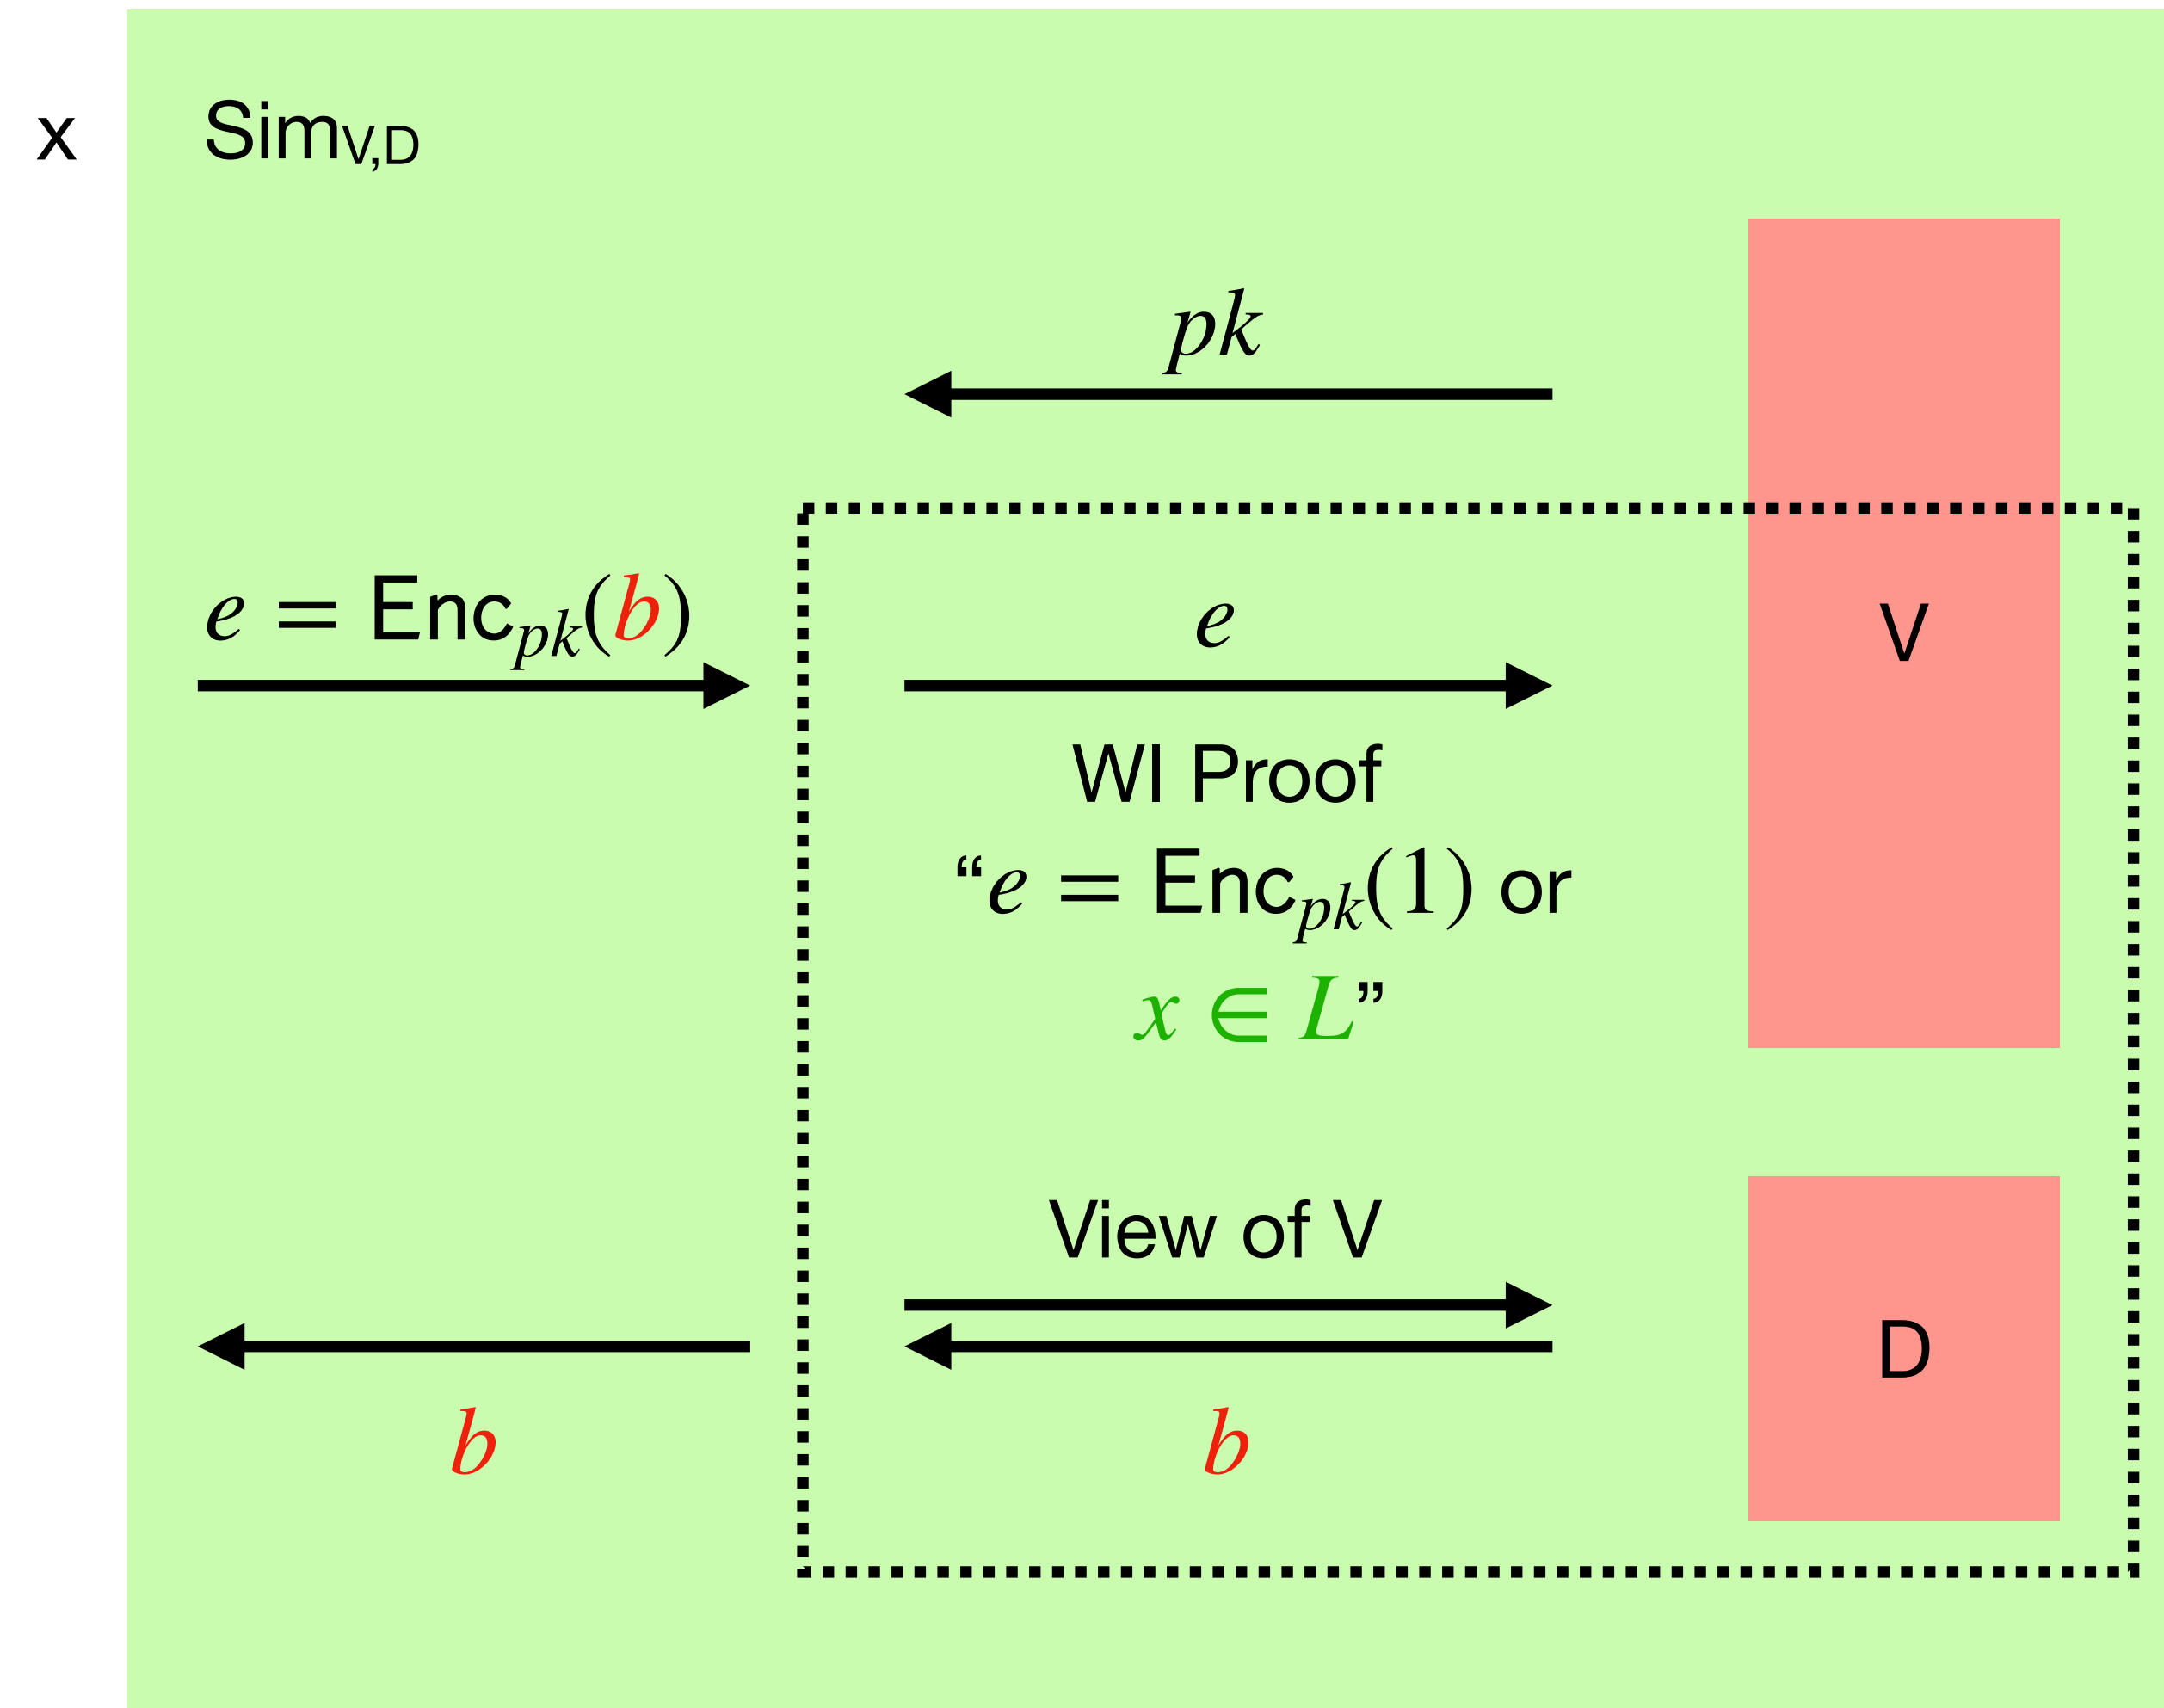 x
Sim_{V,D}
pk
e = Enc_{pk}(b)
e
V
WI Proof
“e = Enc_{pk}(1) or
x ∈ L”
View of V
D
b
b